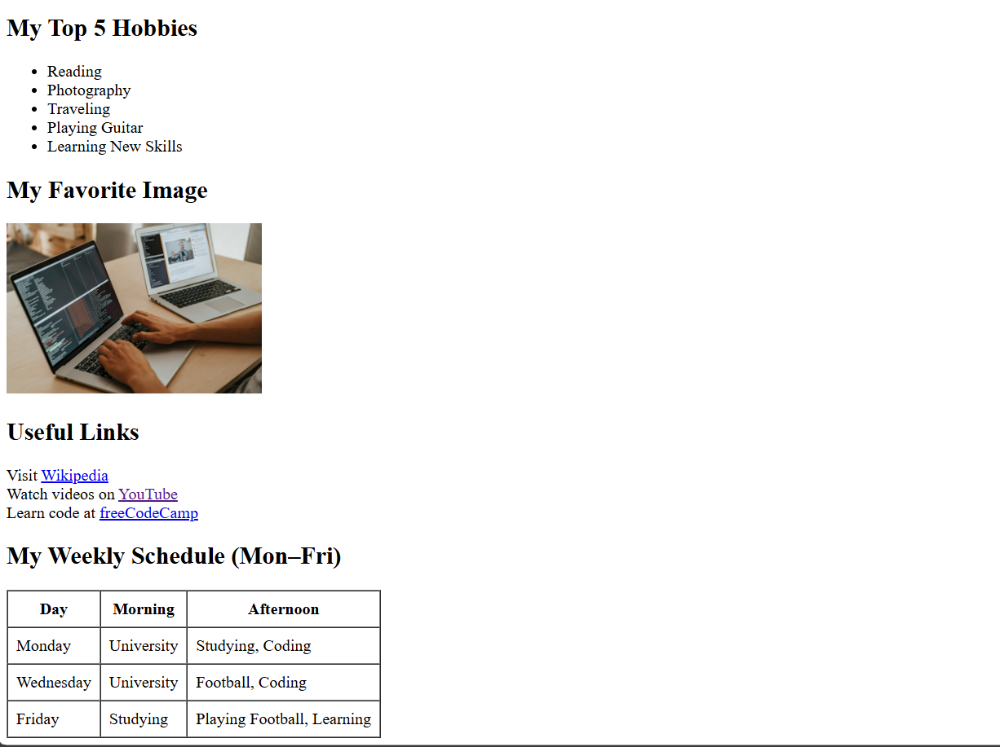 My Top 5 Hobbies
Reading
Photography
Traveling
Playing Guitar
Learning New Skills
My Favorite Image
Useful Links
Visit Wikipedia
Watch videos on YouTube
Learn code at freeCodeCamp
My Weekly Schedule (Mon–Fri)
Day Morning Afternoon
Monday University Studying, Coding
Wednesday University Football, Coding
Friday Studying Playing Football, Learning